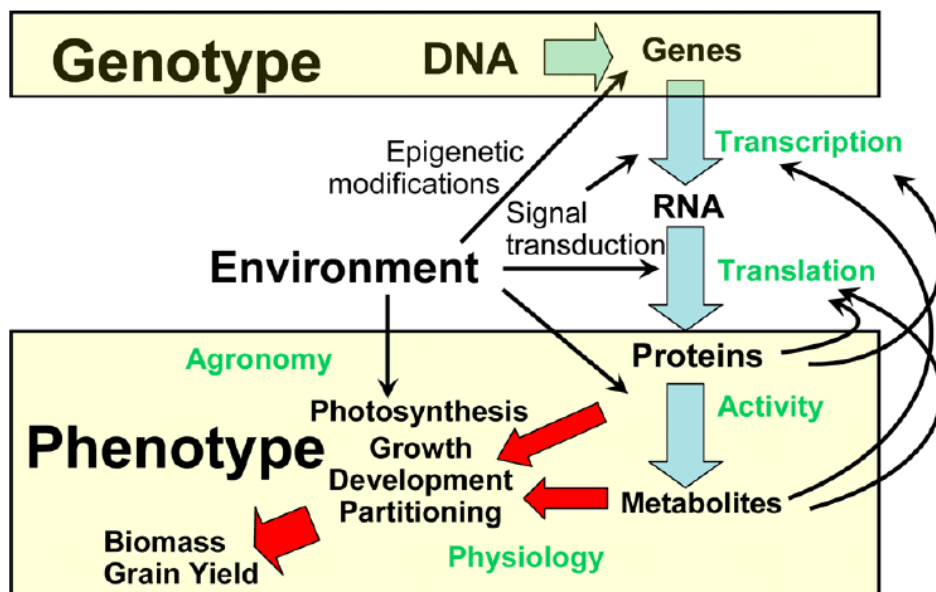 Genotype
DNA
Genes
Epigenetic
modifications
Transcription
RNA
Signal
transduction
Environment
Translation
Agronomy
Proteins
Activity
Phenotype
Photosynthesis
Growth
Development
Partitioning
Metabolites
Biomass
Grain Yield
Physiology